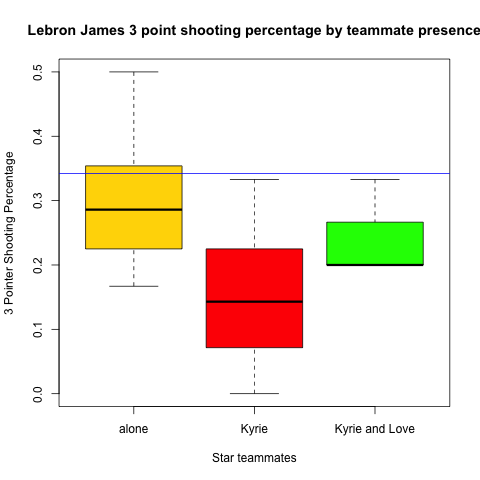 Lebron James 3 point shooting percentage by teammate presence
3 Pointer Shooting Percentage
0.5
0.4
0.3
0.2
0.1
0.0
alone Kyrie Kyrie and Love
Star teammates